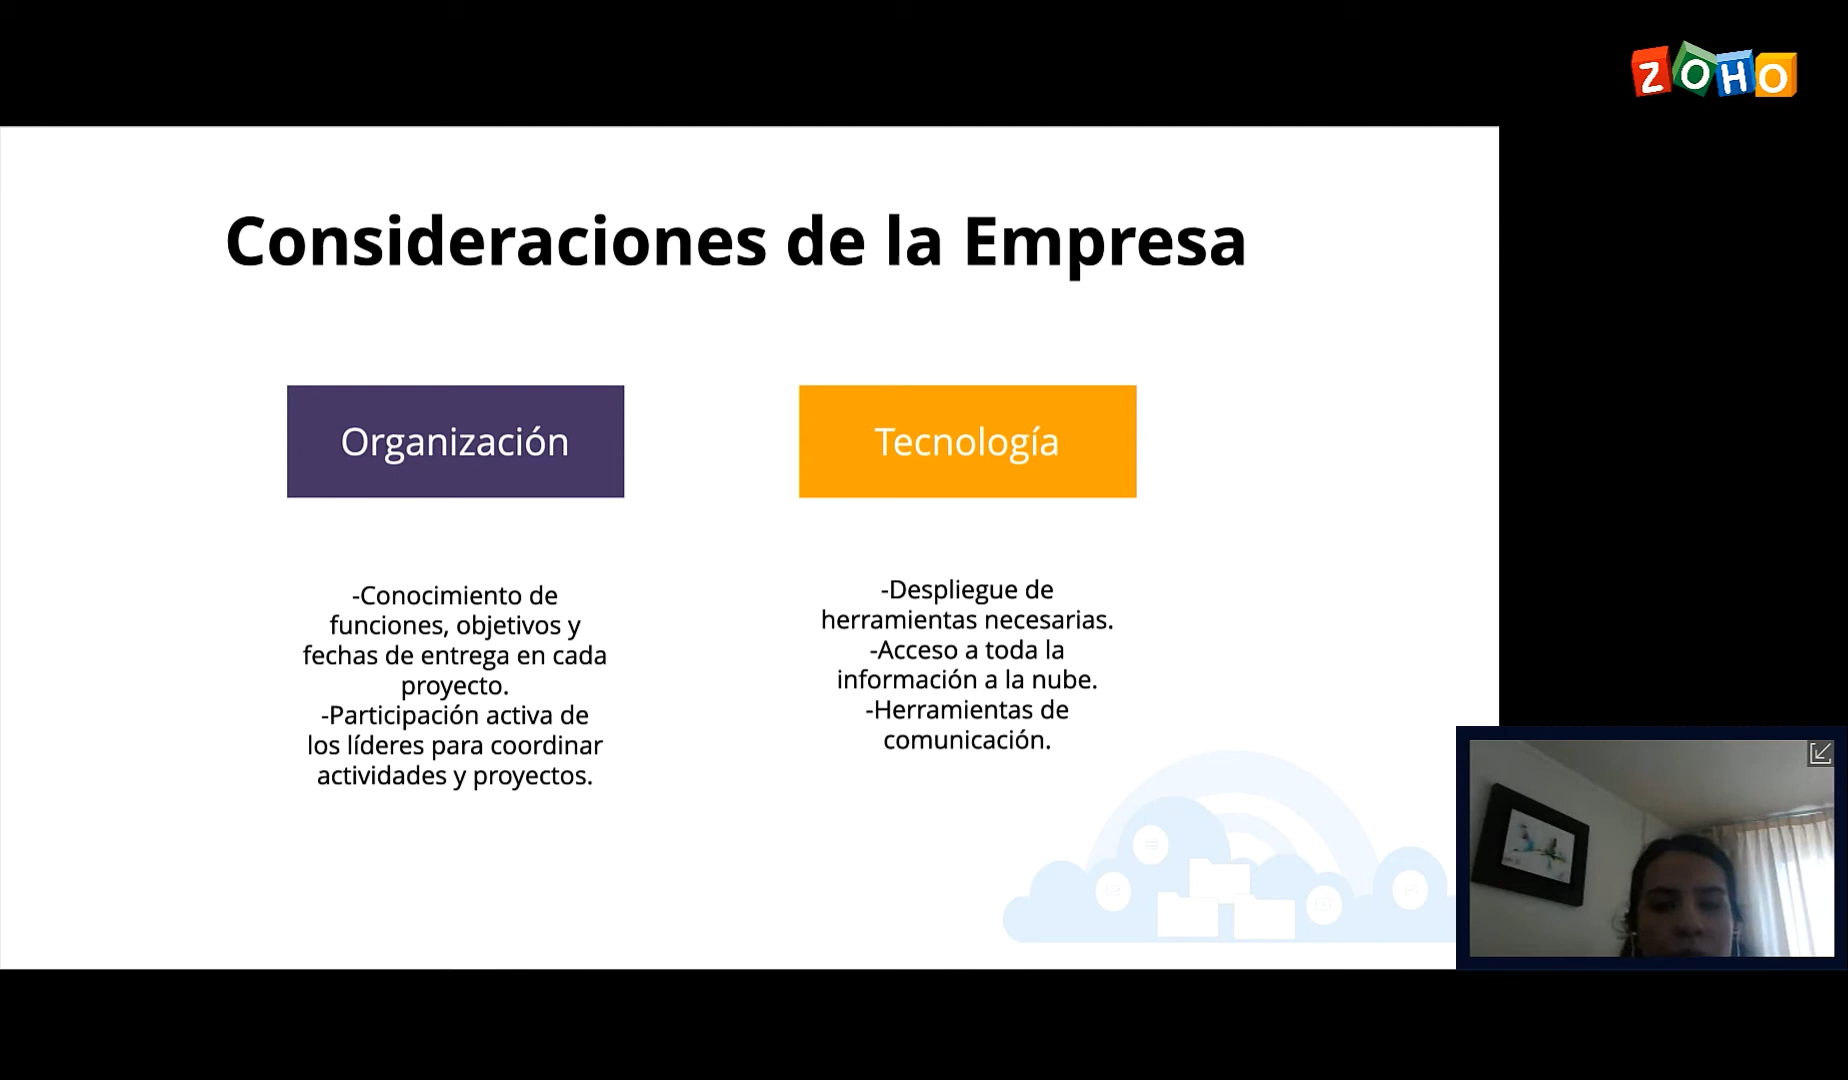 ZOHO
Consideraciones de la Empresa
Organización
-Conocimiento de
funciones, objetivos y
fechas de entrega en cada
proyecto.
-Participación activa de
los líderes para coordinar
actividades y proyectos.
Tecnología
-Despliegue de
herramientas necesarias.
-Acceso a toda la
información a la nube.
-Herramientas de
comunicación.